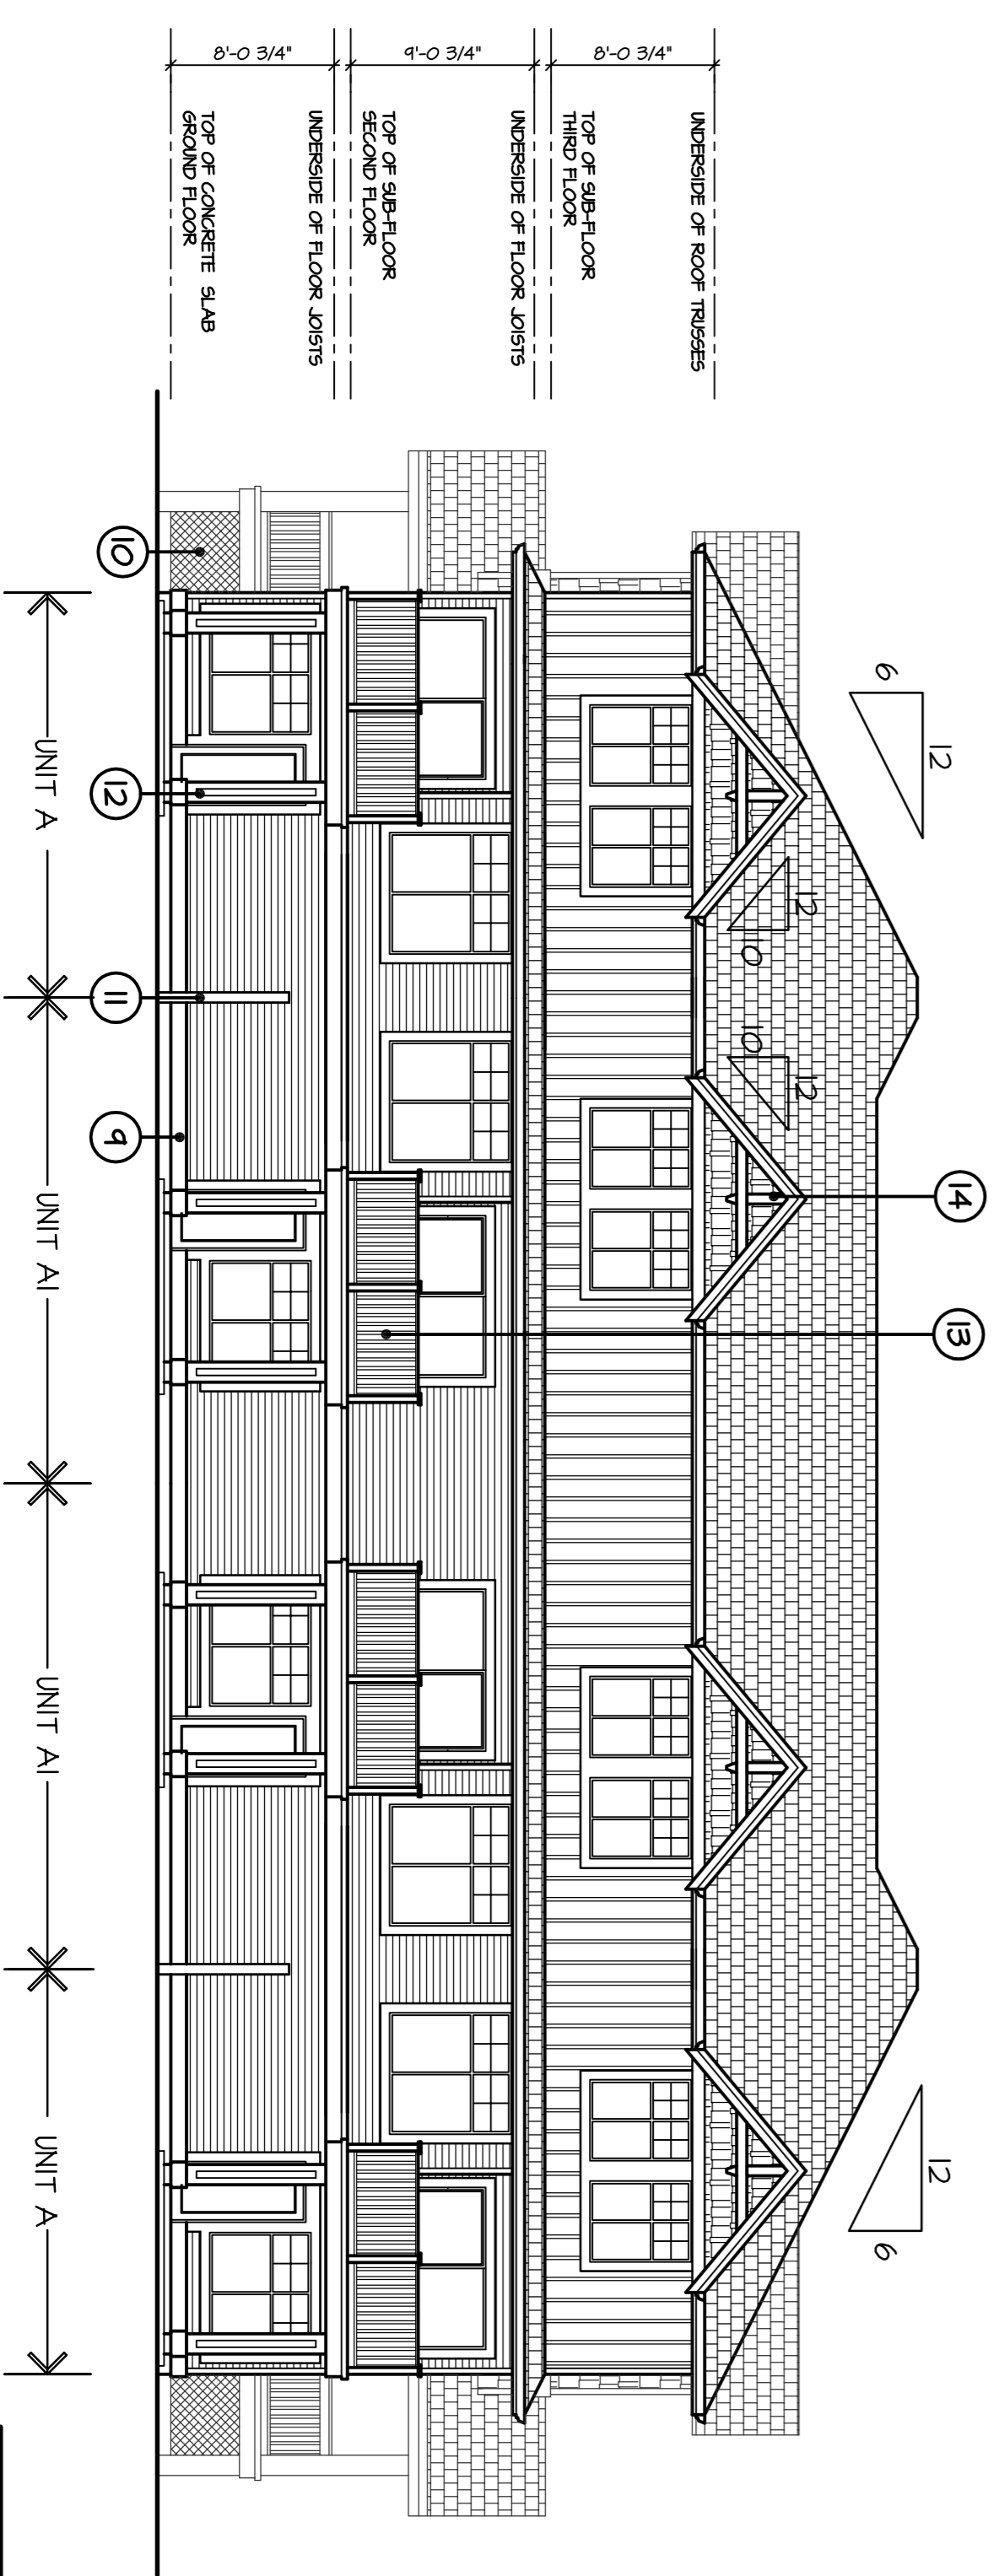 14
13
12
6
12
6
12
10
12
10
UNDERSIDE OF ROOF TRUSSES
8'-0 3/4"
TOP OF SUB-FLOOR
THIRD FLOOR
UNDERSIDE OF FLOOR JOISTS
9'-0 3/4"
TOP OF SUB-FLOOR
SECOND FLOOR
UNDERSIDE OF FLOOR JOISTS
8'-0 3/4"
TOP OF CONCRETE SLAB
GROUND FLOOR
10
12
11
9
UNIT A
UNIT A1
UNIT A1
UNIT A